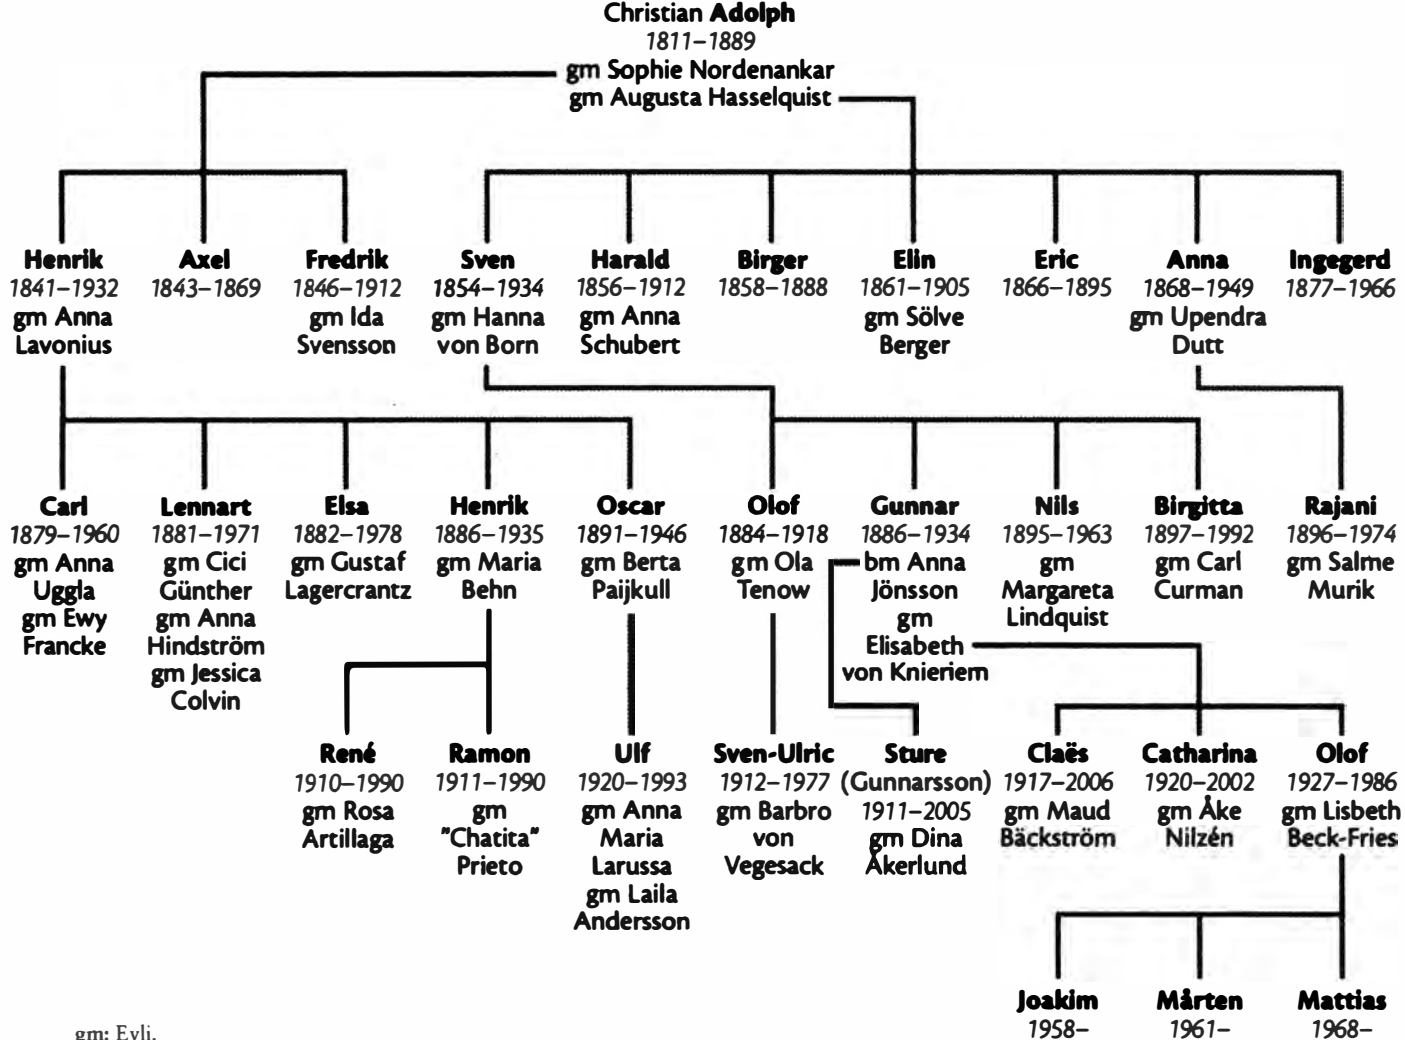 Christian Adolph
1811–1889
gm Sophie Nordenankar
gm Augusta Hasselquist
Henrik
1841–1932
gm Anna
Lavonius
Axel
1843–1869
Fredrik
1846–1912
gm Ida
Svensson
Sven
1854–1934
gm Hanna
von Born
Harald
1856–1912
gm Anna
Schubert
Birger
1858–1888
Elin
1861–1905
gm Sölve
Berger
Eric
1866–1895
Anna
1868–1949
gm Upendra
Dutt
Ingegerd
1877–1966
Carl
1879–1960
gm Anna
Uggla
gm Ewy
Francke
Lennart
1881–1971
gm Cici
Günther
gm Anna
Hindström
gm Jessica
Colvin
Elsa
1882–1978
gm Gustaf
Lagercrantz
Henrik
1886–1935
gm Maria
Behn
Oscar
1891–1946
gm Berta
Paijkull
Olof
1884–1918
gm Ola
Tenow
Gunnar
1886–1934
bm Anna
Jönsson
gm
Elisabeth
von Knieriem
Nils
1895–1963
gm
Margareta
Lindquist
Birgitta
1897–1992
gm Carl
Curman
Rajani
1896–1974
gm Salme
Murik
René
1910–1990
gm Rosa
Artillaga
Ramon
1911–1990
gm
"Chatita"
Prieto
Ulf
1920–1993
gm Anna
Maria
Larussa
gm Laila
Andersson
Sven-Ulric
1912–1977
gm Barbro
von
Vegesack
Sture
(Gunnarsson)
1911–2005
gm Dina
Åkerlund
Claës
1917–2006
gm Maud
Bäckström
Catharina
1920–2002
gm Åke
Nilzén
Olof
1927–1986
gm Lisbeth
Beck-Fries
Joakim
1958–
Mårten
1961–
Mattias
1968–
gm: Evli.